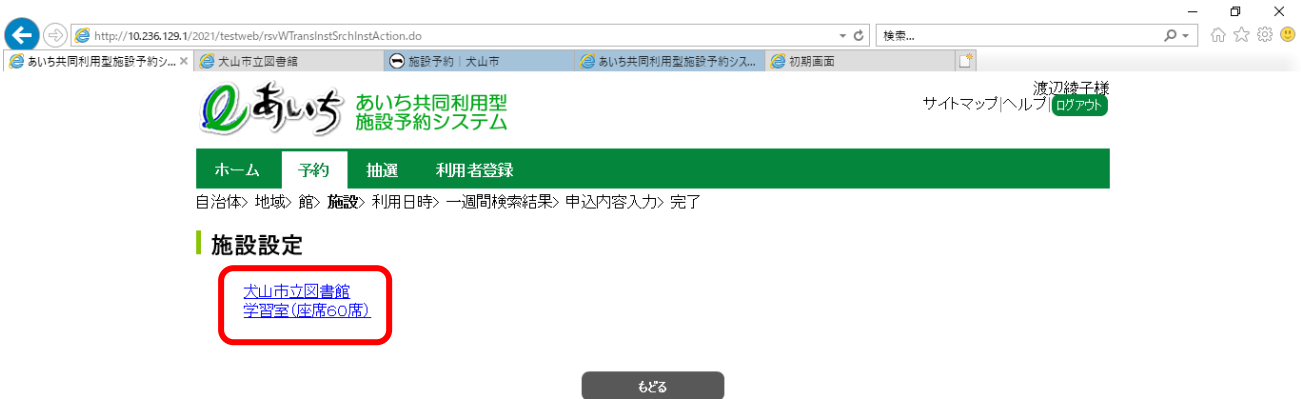 http://10.236.129.1/2021/testweb/rsvWTransInstSrchInstAction.do
検索...
あいち共同利用型施設予約シ...
犬山市立図書館
施設予約｜犬山市
あいち共同利用型施設予約シス...
初期画面
あいち
あいち共同利用型
施設予約システム
渡辺綾子様
サイトマップ|ヘルプ|ログアウト
ホーム 予約 抽選 利用者登録
自治体> 地域> 館> 施設> 利用日時> 一週間検索結果> 申込内容入力> 完了
施設設定
犬山市立図書館
学習室(座席60席)
もどる